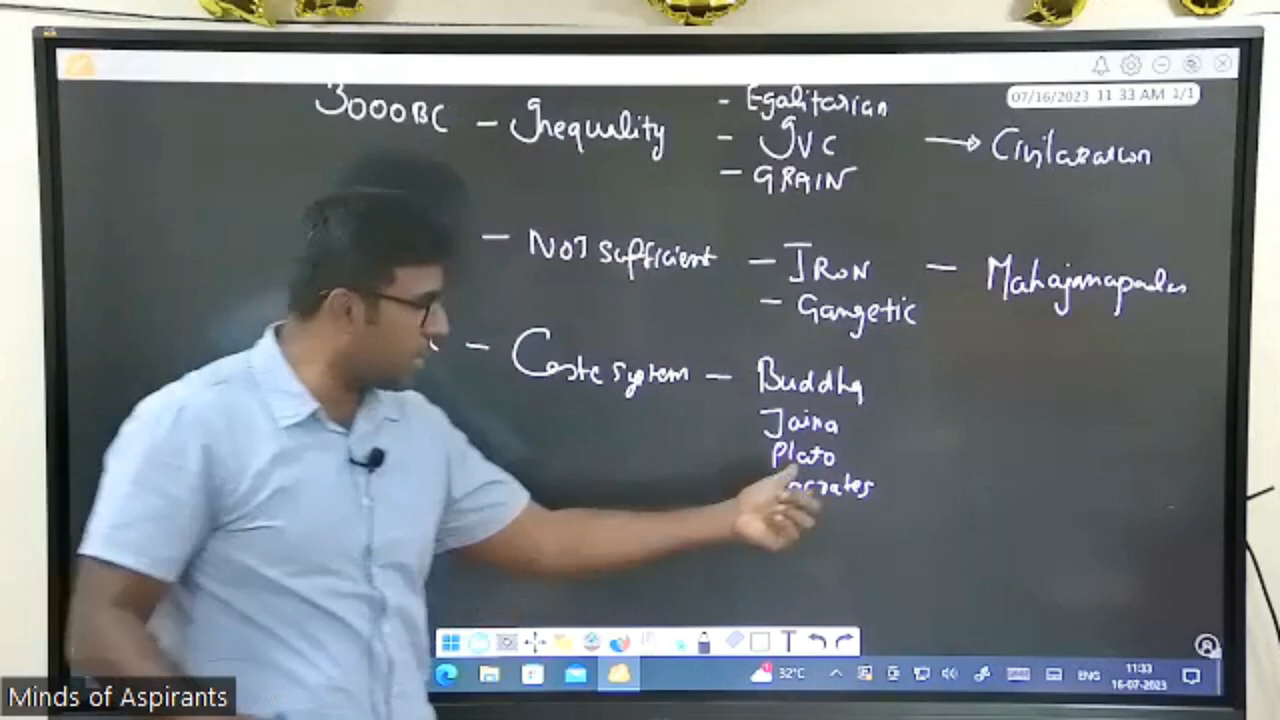 07/16/2023 11:33 AM 1/1
3000BC - Inequality
- Egalitarian
- IVC → Civilazation
- GRAIN
- NOT Sufficient - IRON - Mahajanapadas
- Gangetic
- Caste System - Buddha
Jaina
Plato
32°C
ENG
11:33
16-07-2023
Minds of Aspirants